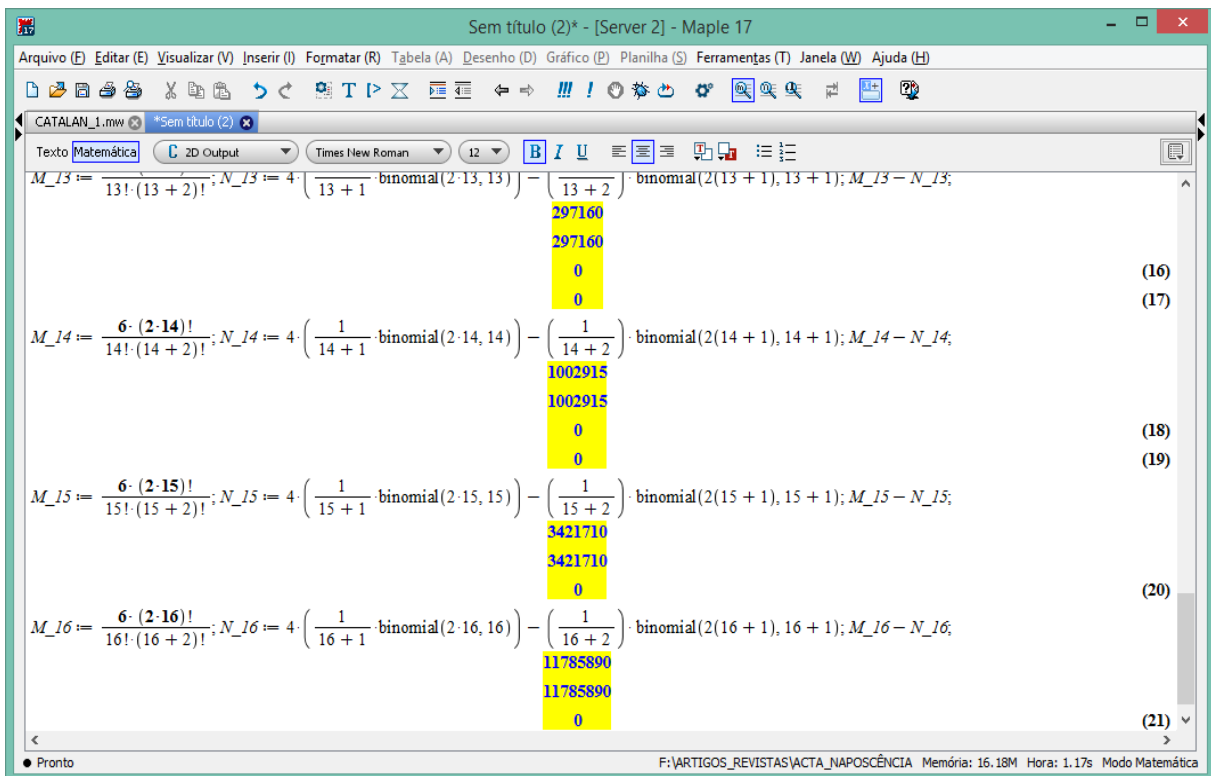 Sem título (2)* - [Server 2] - Maple 17
Arquivo (F) Editar (E) Visualizar (V) Inserir (I) Formatar (R) Tabela (A) Desenho (D) Gráfico (P) Planilha (S) Ferramentas (T) Janela (W) Ajuda (H)
CATALAN_1.mw *Sem título (2)
Texto Matemática C 2D Output Times New Roman 12 B I U
M_13 := 13!·(13 + 2)!; N_13 := 4·( 13 + 1 ·binomial(2·13, 13)) − ( 13 + 2 )·binomial(2(13 + 1), 13 + 1); M_13 − N_13;
297160
297160
0 (16)
0 (17)
M_14 := 6·(2·14)! / 14!·(14 + 2)!; N_14 := 4·(1 / 14 + 1 ·binomial(2·14, 14)) − (1 / 14 + 2)·binomial(2(14 + 1), 14 + 1); M_14 − N_14;
1002915
1002915
0 (18)
0 (19)
M_15 := 6·(2·15)! / 15!·(15 + 2)!; N_15 := 4·(1 / 15 + 1 ·binomial(2·15, 15)) − (1 / 15 + 2)·binomial(2(15 + 1), 15 + 1); M_15 − N_15;
3421710
3421710
0 (20)
M_16 := 6·(2·16)! / 16!·(16 + 2)!; N_16 := 4·(1 / 16 + 1 ·binomial(2·16, 16)) − (1 / 16 + 2)·binomial(2(16 + 1), 16 + 1); M_16 − N_16;
11785890
11785890
0 (21)
Pronto F:\ARTIGOS_REVISTAS\ACTA_NAPOSCÊNCIA Memória: 16.18M Hora: 1.17s Modo Matemática